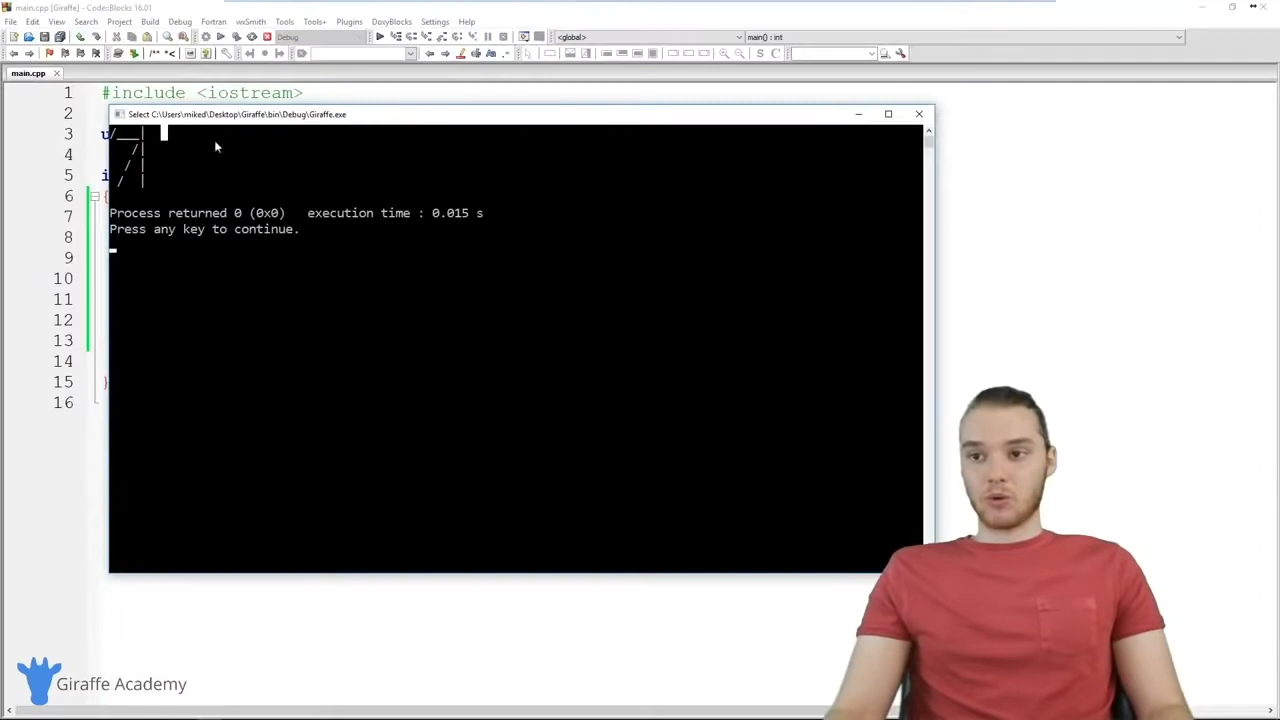 main.cpp [Giraffe] - Code::Blocks 16.01
File Edit View Search Project Build Debug Fortran wxSmith Tools Tools+ Plugins DoxyBlocks Settings Help
Debug <global> main() : int
/** *<
S C
main.cpp
1 #include <iostream>
2
3 u
4
5 i
6 {
7
8
9
10
11
12
13
14
15 }
16
Select C:\Users\miked\Desktop\Giraffe\bin\Debug\Giraffe.exe
/___|
/|
/ |
/  |
Process returned 0 (0x0)   execution time : 0.015 s
Press any key to continue.
Giraffe Academy